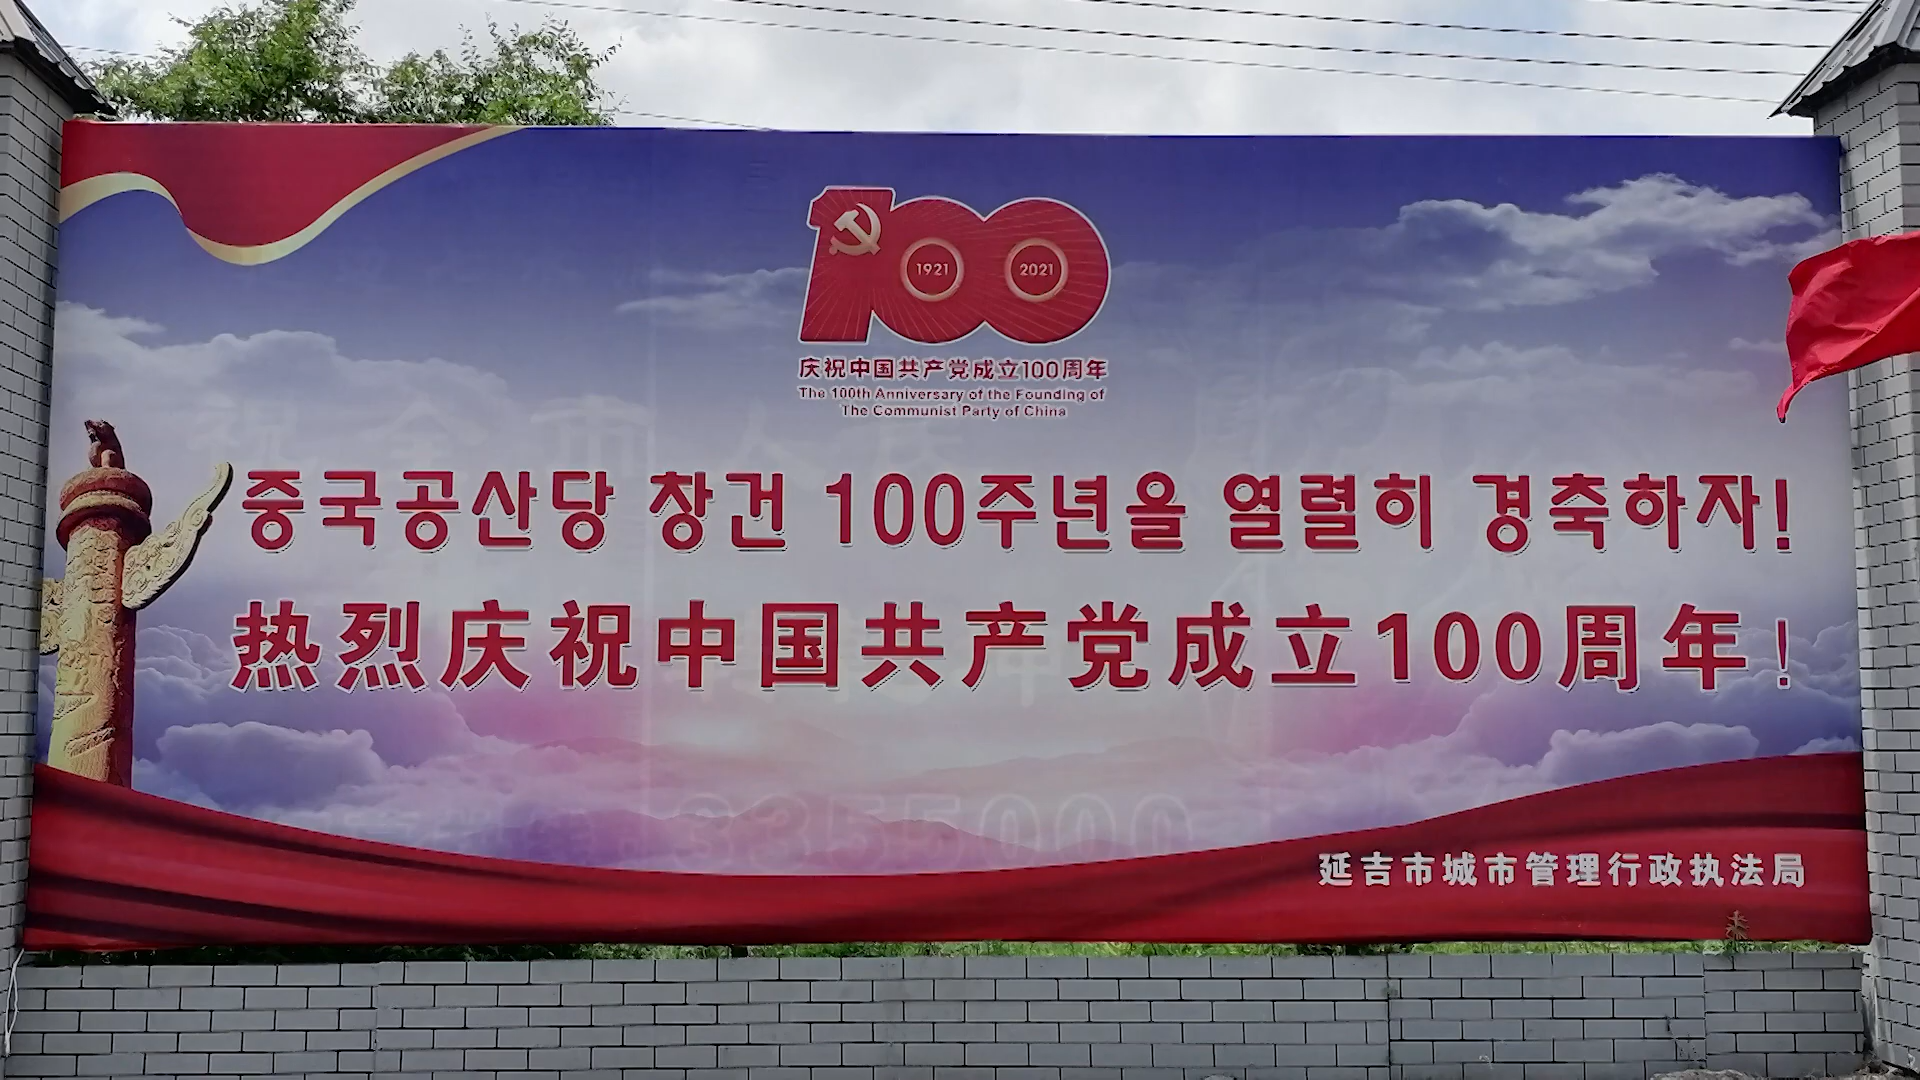 1921 2021
庆祝中国共产党成立100周年
The 100th Anniversary of the Founding of
The Communist Party of China
중국공산당 창건 100주년을 열렬히 경축하자!
热烈庆祝中国共产党成立100周年!
延吉市城市管理行政执法局